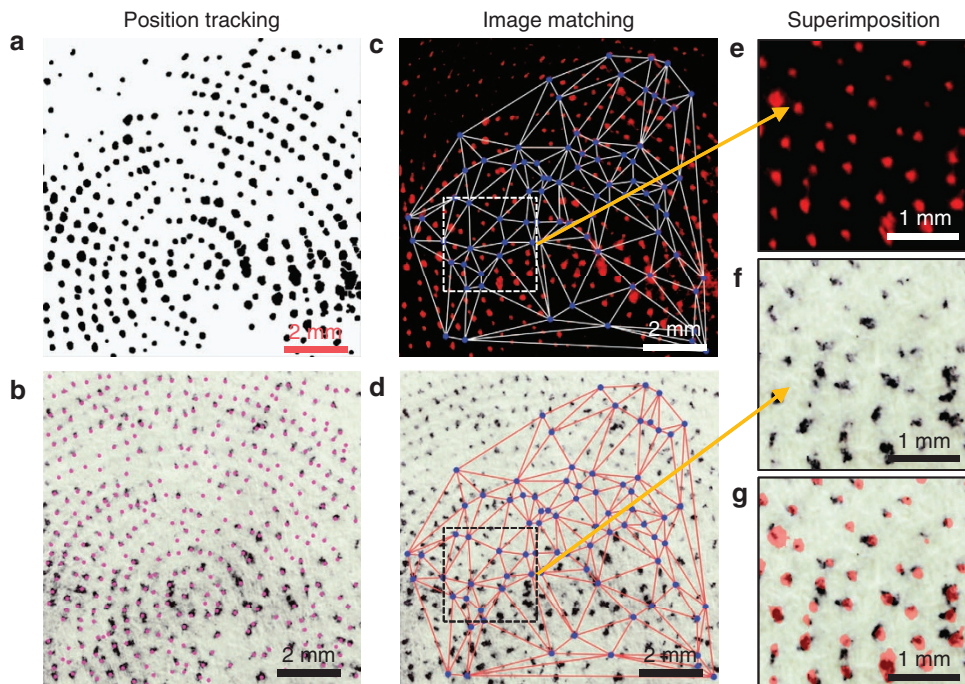 Position tracking
Image matching
Superimposition
a
2 mm
c
2 mm
e
1 mm
f
1 mm
b
2 mm
d
2 mm
g
1 mm